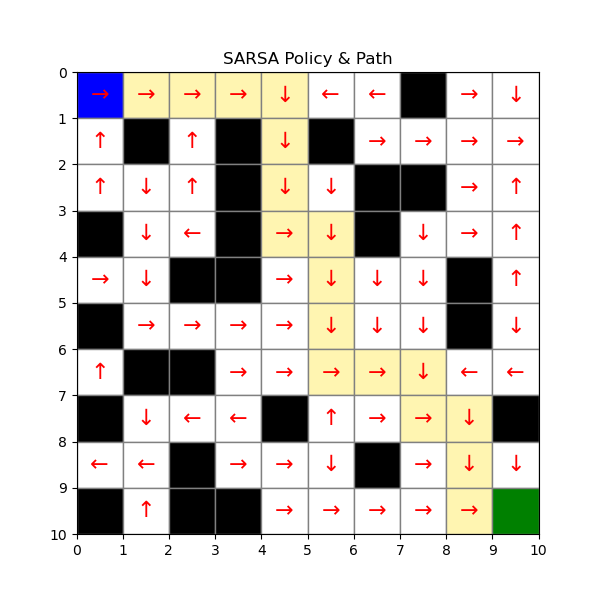 SARSA Policy & Path
0
→ → → → ↓ ← ← → ↓
1
↑ ↑ ↓ → → → →
2
↑ ↓ ↑ ↓ ↓ → ↑
3
↓ ← → ↓ ↓ → ↑
4
→ ↓ → ↓ ↓ ↓ ↑
5
→ → → → ↓ ↓ ↓ ↓
6
↑ → → → → ↓ ← ←
7
↓ ← ← ↑ → → ↓
8
← ← → → ↓ → ↓ ↓
9
↑ → → → → →
10
0 1 2 3 4 5 6 7 8 9 10